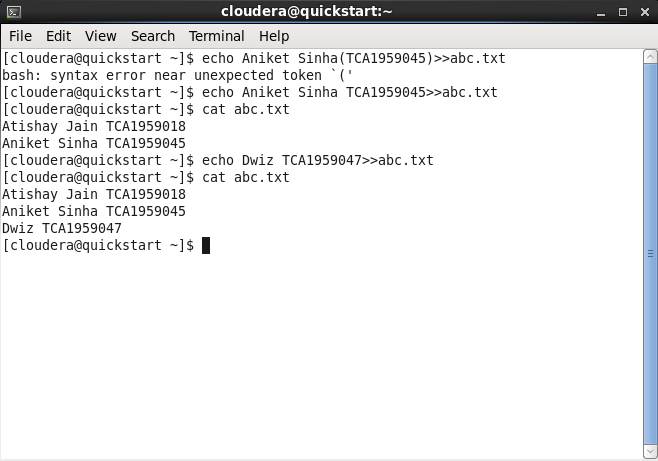 cloudera@quickstart:~
File Edit View Search Terminal Help
[cloudera@quickstart ~]$ echo Aniket Sinha(TCA1959045)>>abc.txt
bash: syntax error near unexpected token `('
[cloudera@quickstart ~]$ echo Aniket Sinha TCA1959045>>abc.txt
[cloudera@quickstart ~]$ cat abc.txt
Atishay Jain TCA1959018
Aniket Sinha TCA1959045
[cloudera@quickstart ~]$ echo Dwiz TCA1959047>>abc.txt
[cloudera@quickstart ~]$ cat abc.txt
Atishay Jain TCA1959018
Aniket Sinha TCA1959045
Dwiz TCA1959047
[cloudera@quickstart ~]$